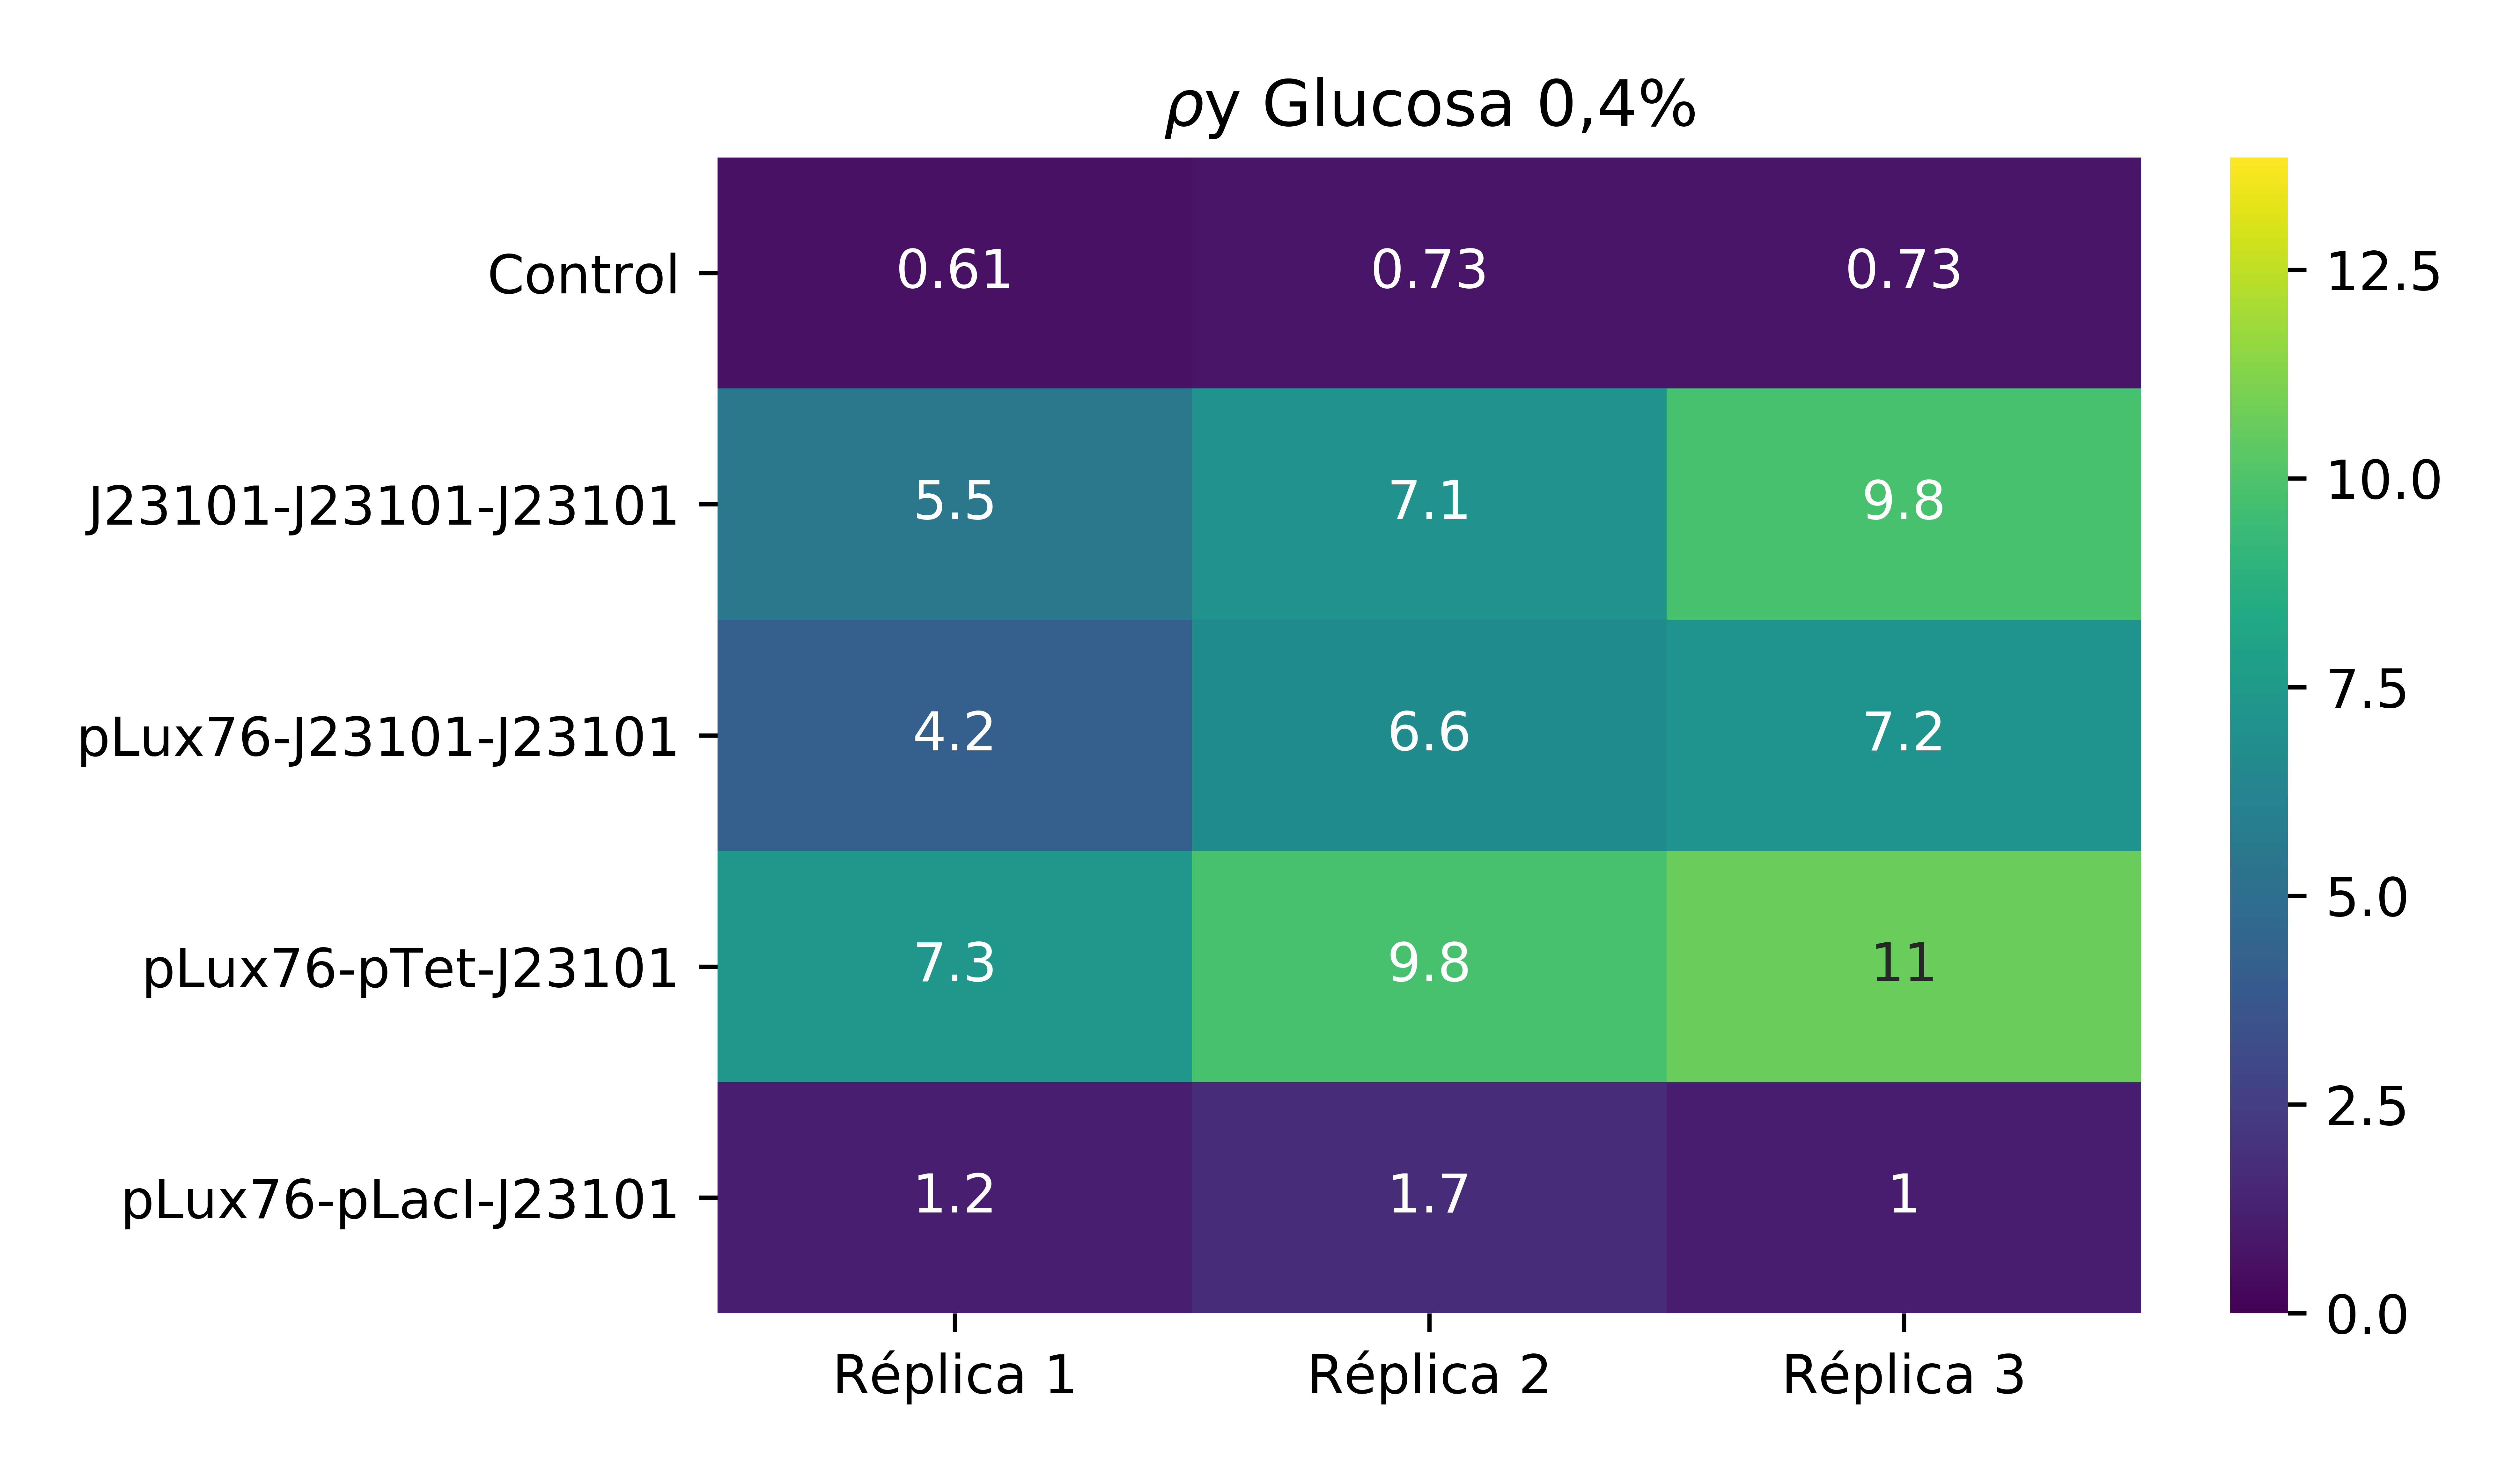 ρy Glucosa 0,4%
Control 0.61 0.73 0.73
J23101-J23101-J23101 5.5 7.1 9.8
pLux76-J23101-J23101 4.2 6.6 7.2
pLux76-pTet-J23101 7.3 9.8 11
pLux76-pLacI-J23101 1.2 1.7 1
Réplica 1 Réplica 2 Réplica 3
12.5
10.0
7.5
5.0
2.5
0.0